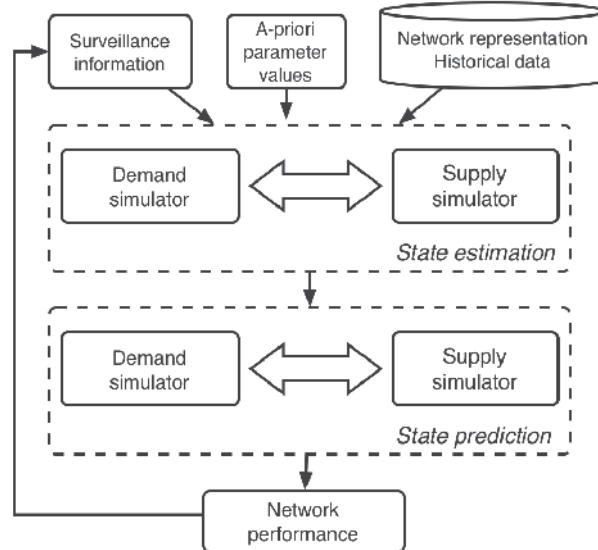 Surveillance
information
A-priori
parameter
values
Network representation
Historical data
Demand
simulator
Supply
simulator
State estimation
Demand
simulator
Supply
simulator
State prediction
Network
performance